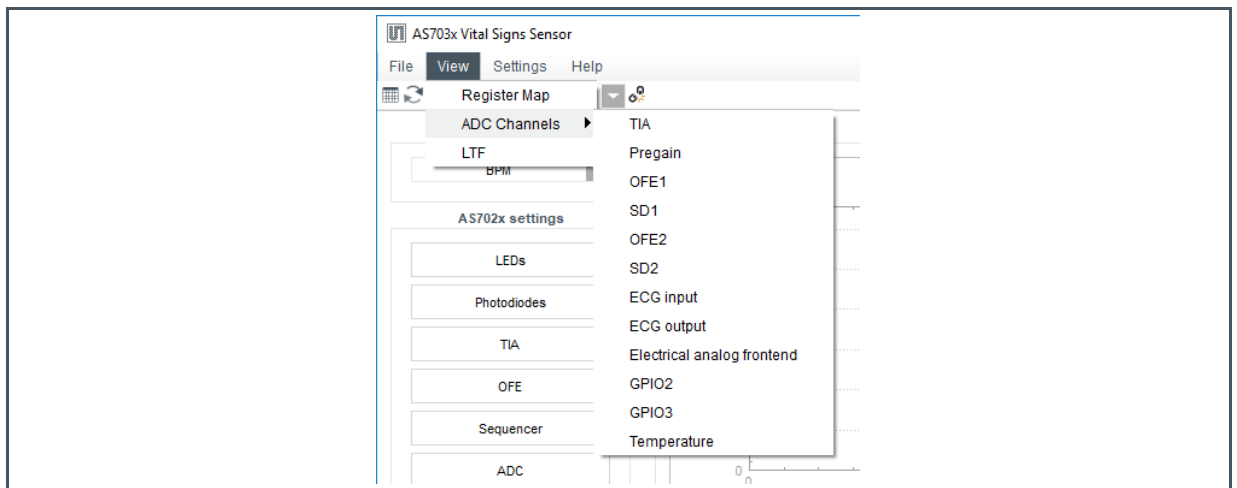 AS703x Vital Signs Sensor
File View Settings Help
Register Map
ADC Channels
LTF
TIA
Pregain
OFE1
SD1
OFE2
SD2
ECG input
ECG output
Electrical analog frontend
GPIO2
GPIO3
Temperature
BPM
AS702x settings
LEDs
Photodiodes
TIA
OFE
Sequencer
ADC
0
0